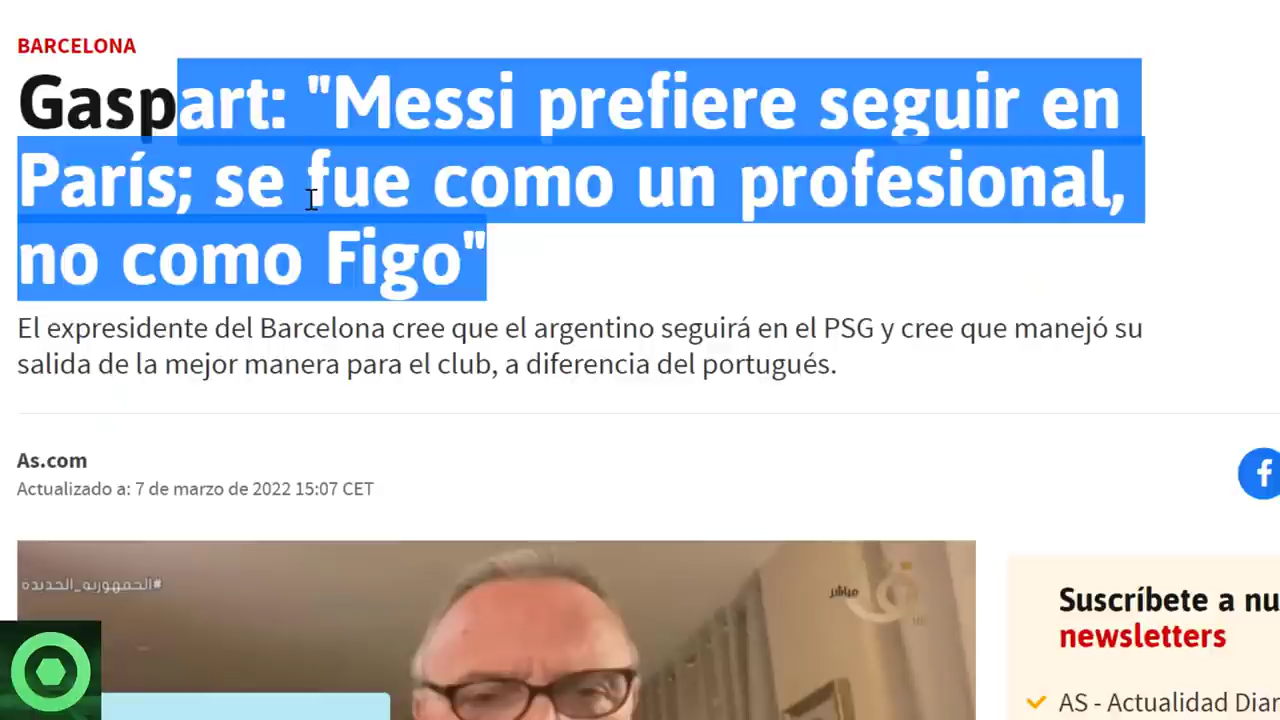 BARCELONA
Gaspart: "Messi prefiere seguir en
París; se fue como un profesional,
no como Figo"
El expresidente del Barcelona cree que el argentino seguirá en el PSG y cree que manejó su
salida de la mejor manera para el club, a diferencia del portugués.
As.com
Actualizado a: 7 de marzo de 2022 15:07 CET
#الجمهورية_الجديدة
مباشر
Suscríbete a nu
newsletters
AS - Actualidad Diar